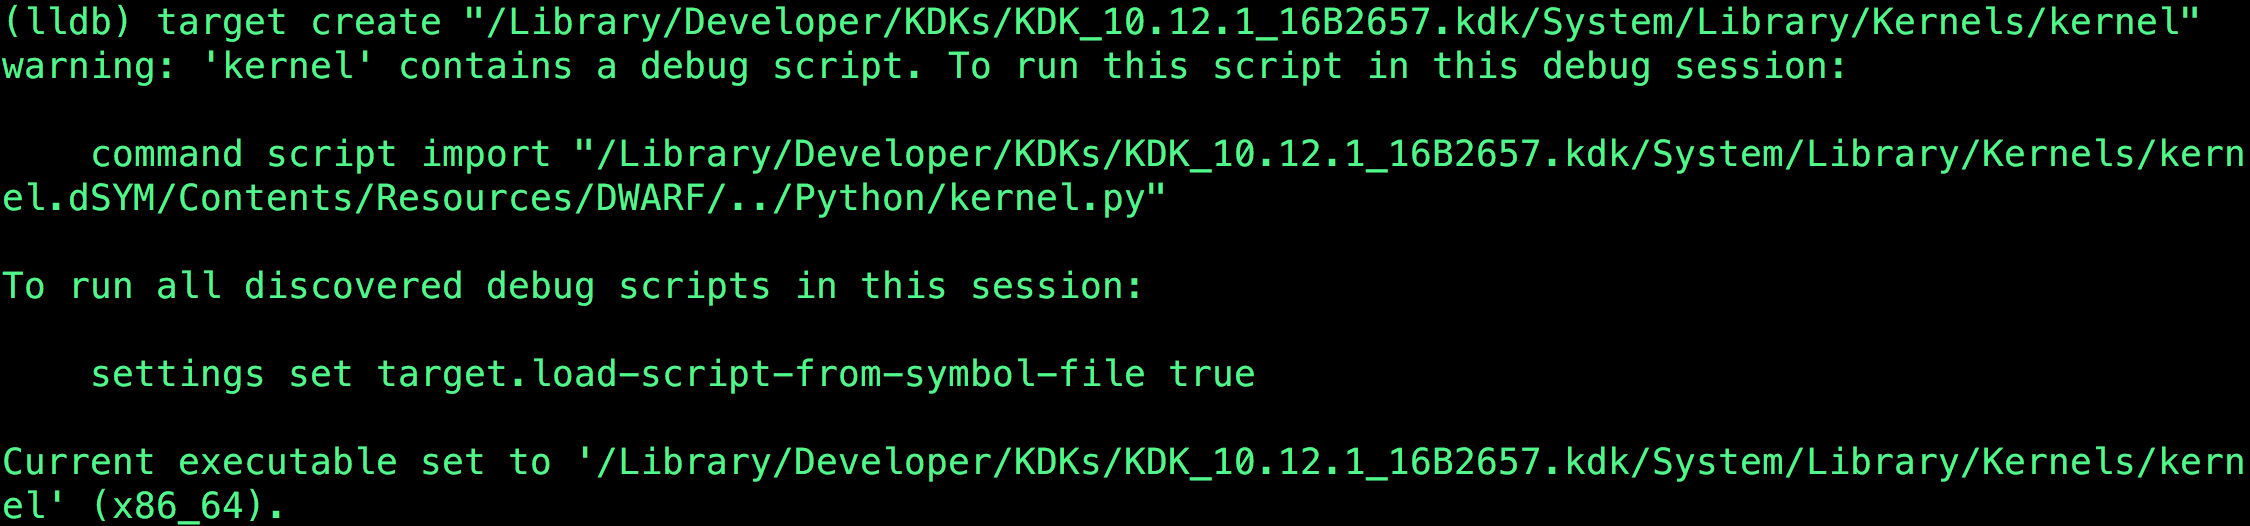 (lldb) target create "/Library/Developer/KDKs/KDK_10.12.1_16B2657.kdk/System/Library/Kernels/kernel"
warning: 'kernel' contains a debug script. To run this script in this debug session:

    command script import "/Library/Developer/KDKs/KDK_10.12.1_16B2657.kdk/System/Library/Kernels/kern
el.dSYM/Contents/Resources/DWARF/../Python/kernel.py"

To run all discovered debug scripts in this session:

    settings set target.load-script-from-symbol-file true

Current executable set to '/Library/Developer/KDKs/KDK_10.12.1_16B2657.kdk/System/Library/Kernels/kern
el' (x86_64).